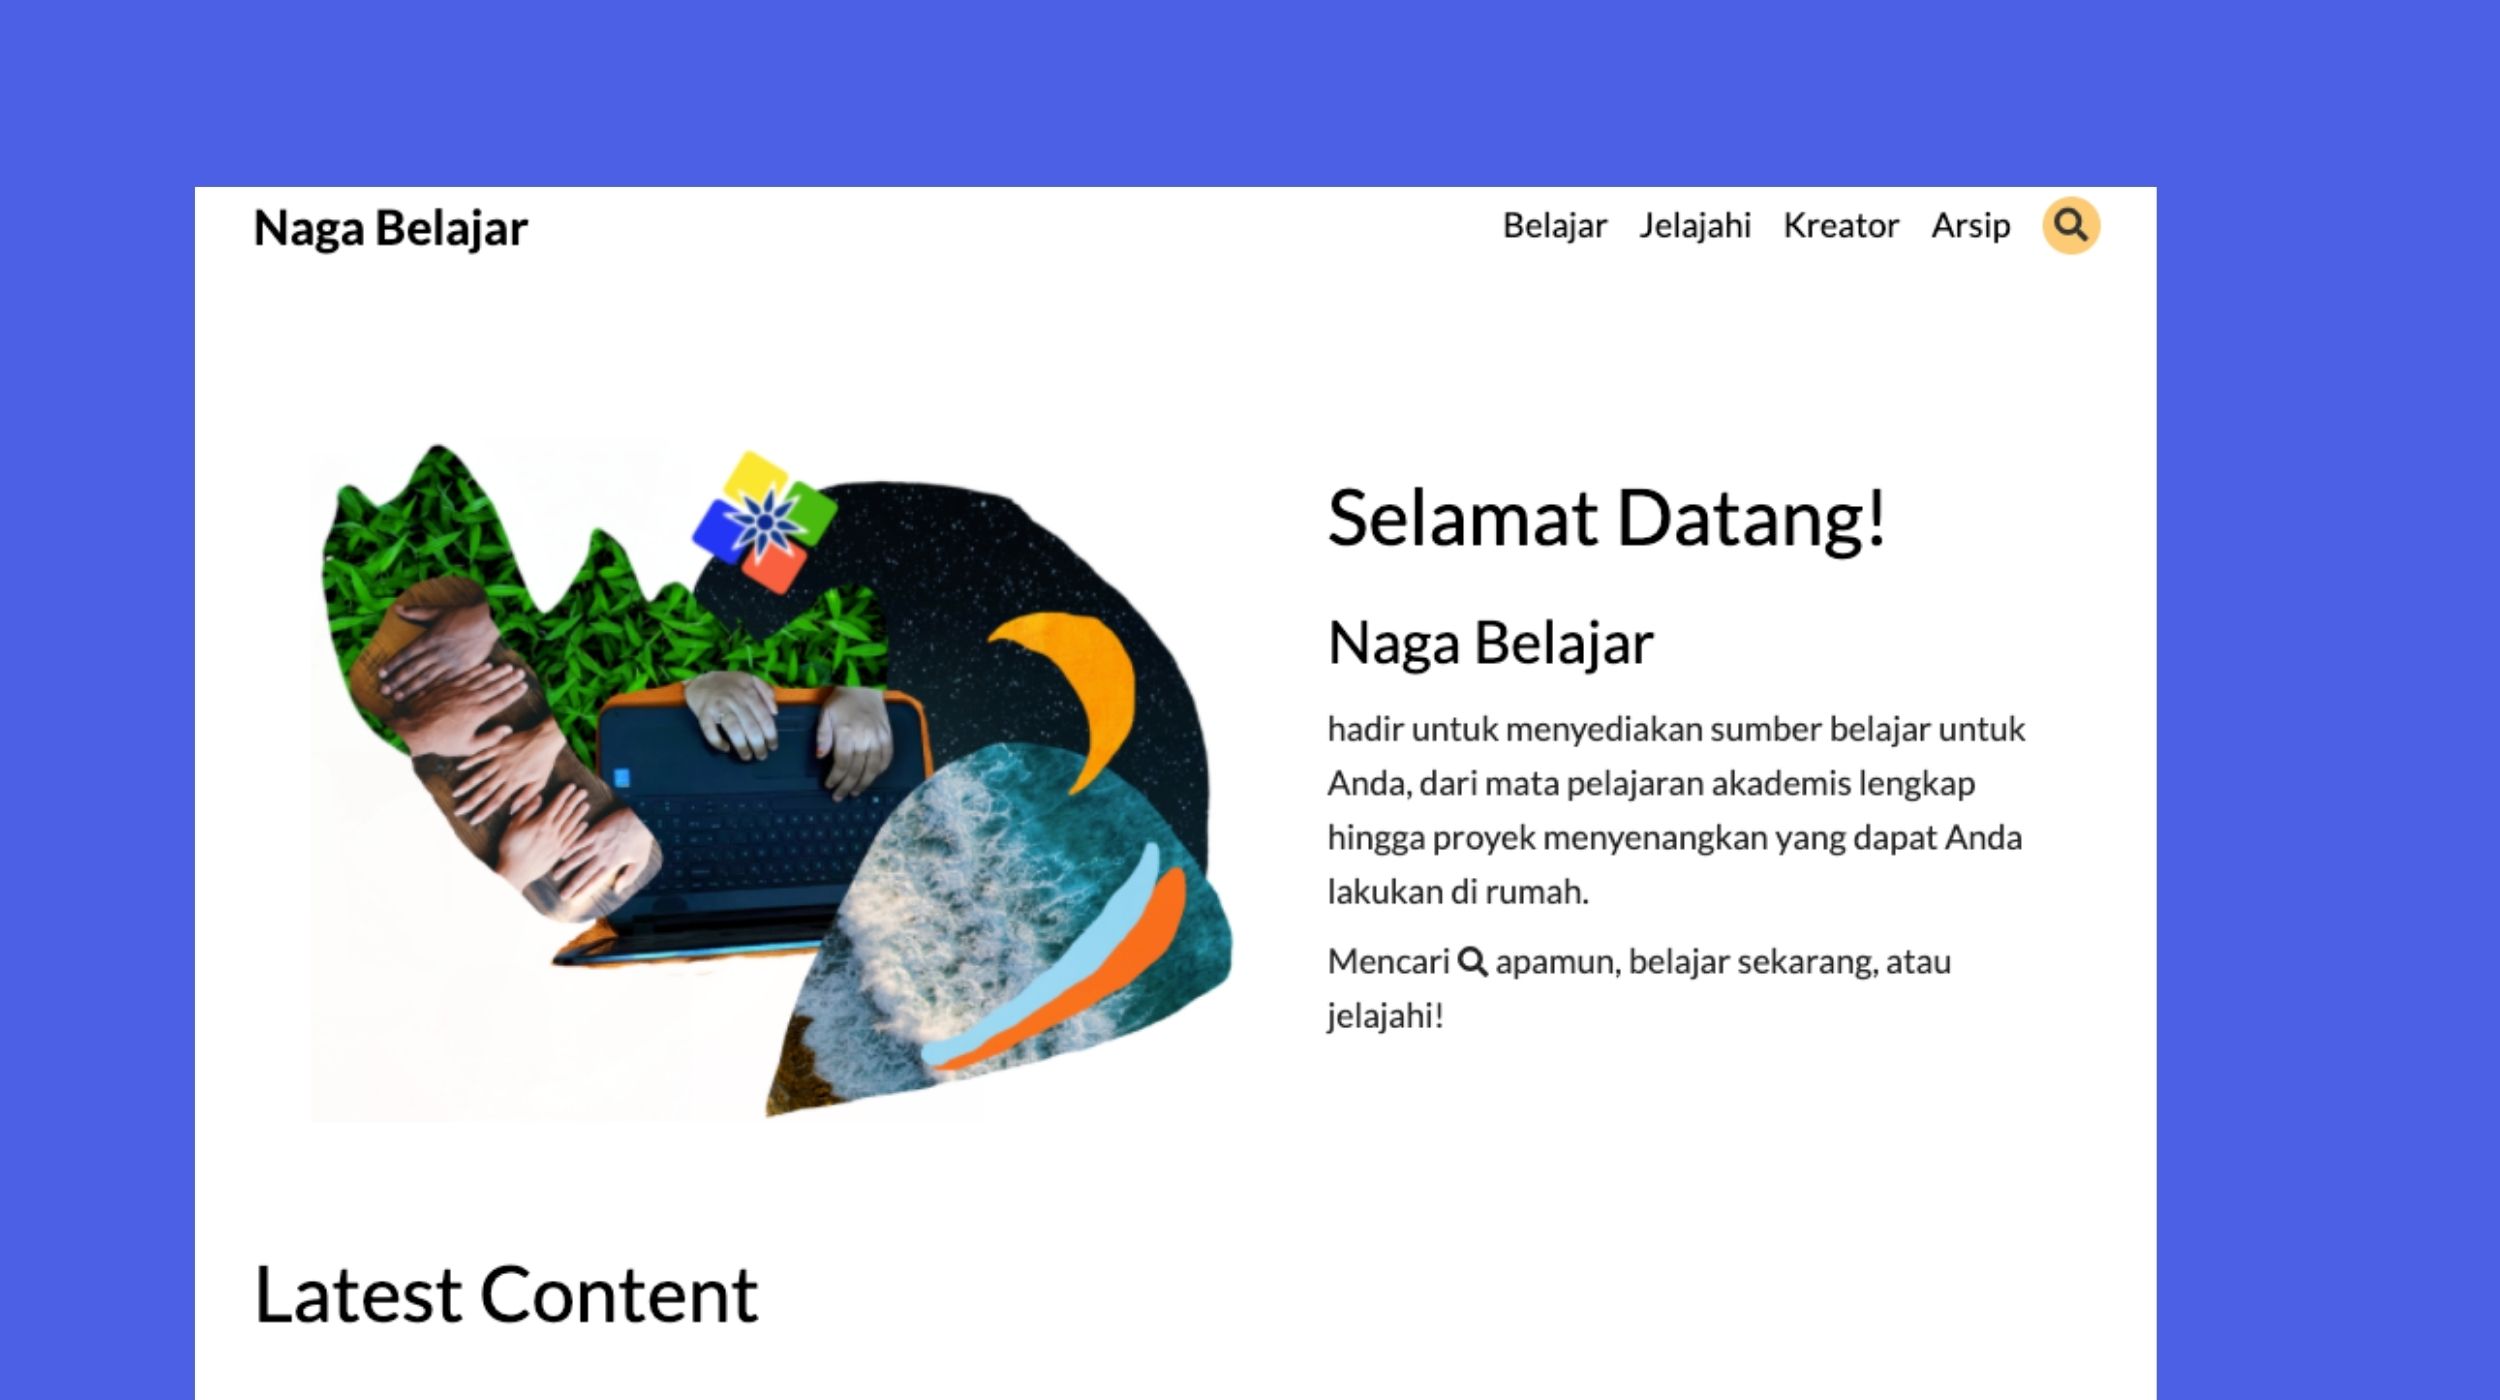 Naga Belajar
Belajar Jelajahi Kreator Arsip
Selamat Datang!
Naga Belajar
hadir untuk menyediakan sumber belajar untuk
Anda, dari mata pelajaran akademis lengkap
hingga proyek menyenangkan yang dapat Anda
lakukan di rumah.
Mencari apamun, belajar sekarang, atau
jelajahi!
Latest Content